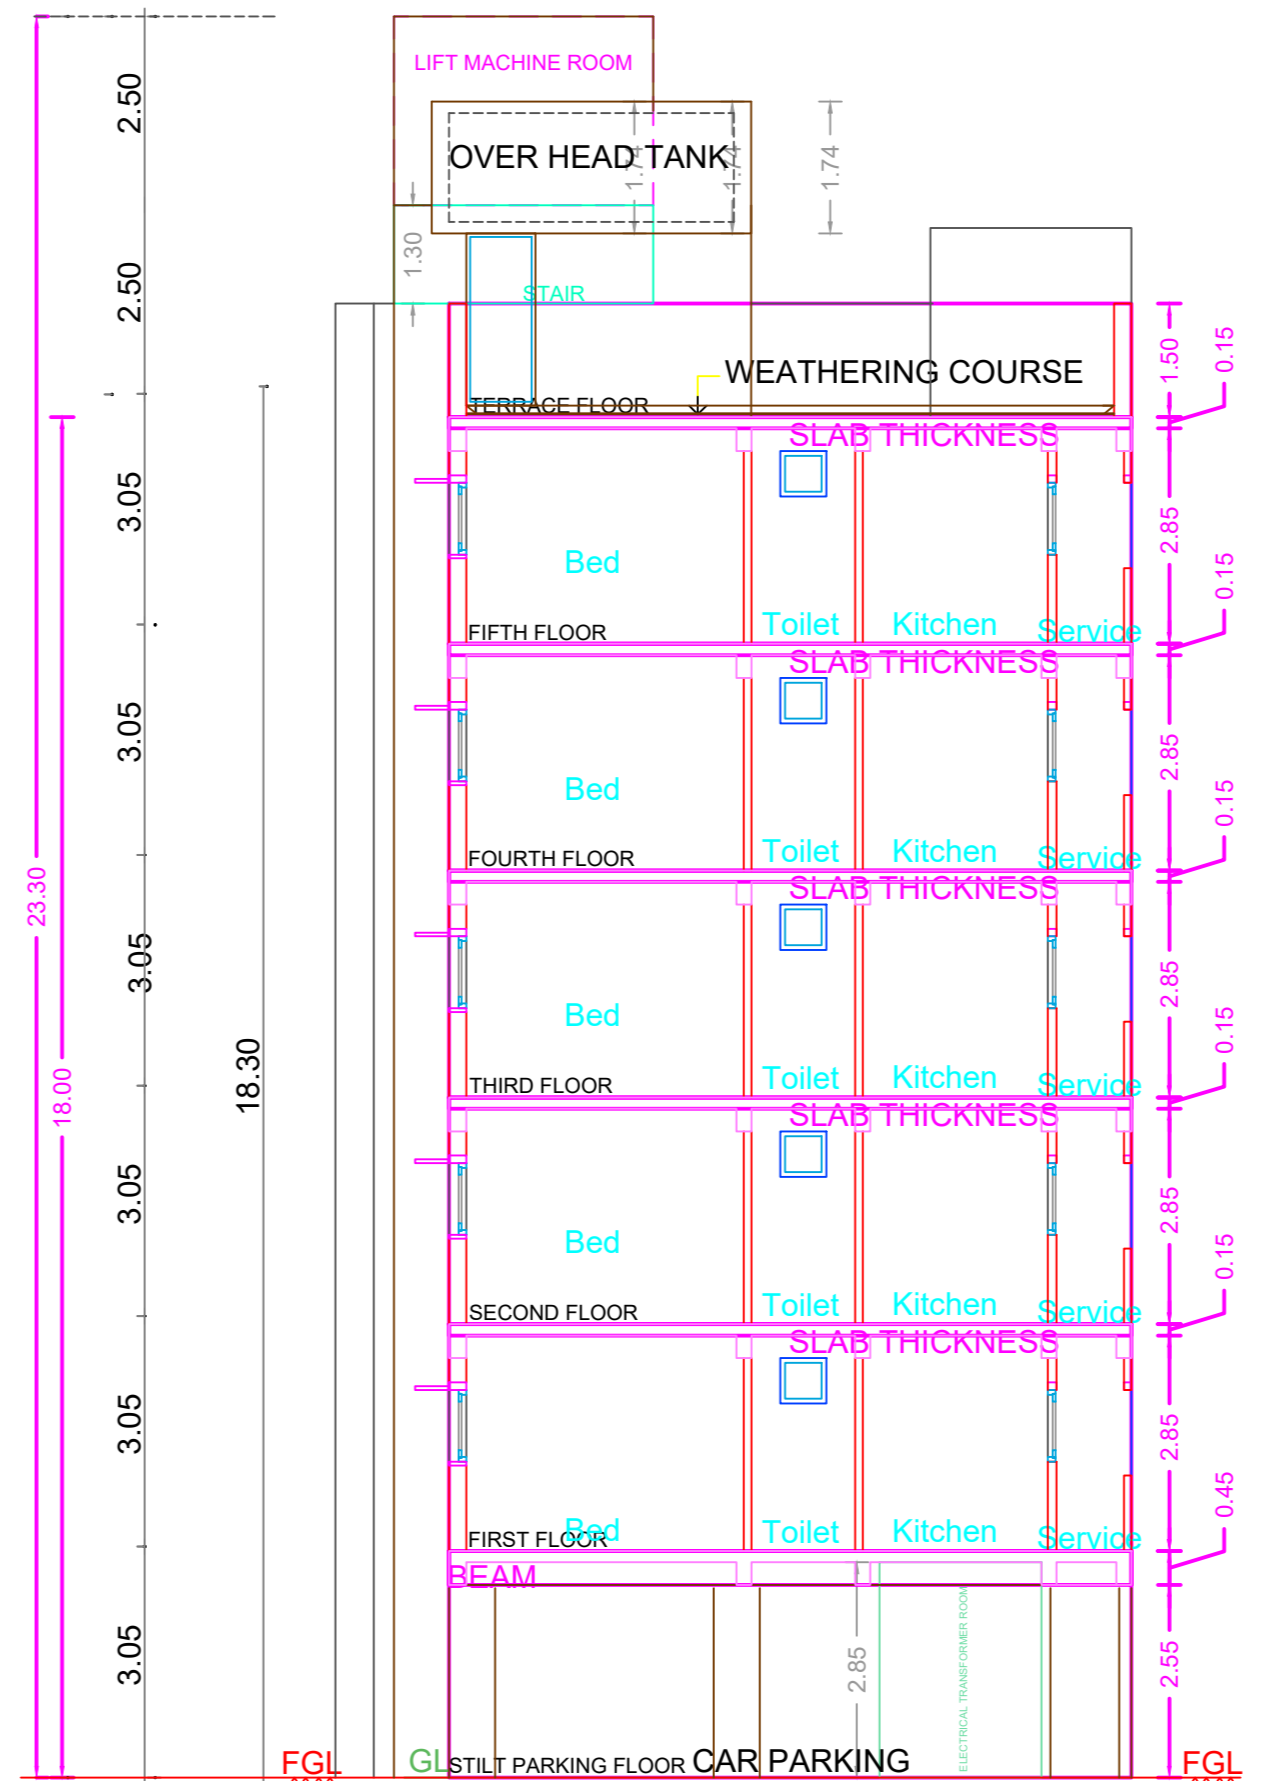 LIFT MACHINE ROOM
2.50
OVER HEAD TANK
1.74
1.74
1.74
1.30
2.50
STAIR
1.50
0.15
WEATHERING COURSE
TERRACE FLOOR
SLAB THICKNESS
3.05
2.85
Bed
0.15
FIFTH FLOOR
Toilet
Kitchen
Service
SLAB THICKNESS
3.05
2.85
Bed
0.15
FOURTH FLOOR
Toilet
Kitchen
Service
SLAB THICKNESS
23.30
3.05
2.85
Bed
0.15
18.00
18.30
THIRD FLOOR
Toilet
Kitchen
Service
SLAB THICKNESS
3.05
2.85
Bed
0.15
SECOND FLOOR
Toilet
Kitchen
Service
SLAB THICKNESS
3.05
2.85
0.45
FIRST FLOOR
Bed
Toilet
Kitchen
Service
BEAM
3.05
2.85
ELECTRICAL TRANSFORMER ROOM
2.55
FGL
GL
STILT PARKING FLOOR
CAR PARKING
FGL